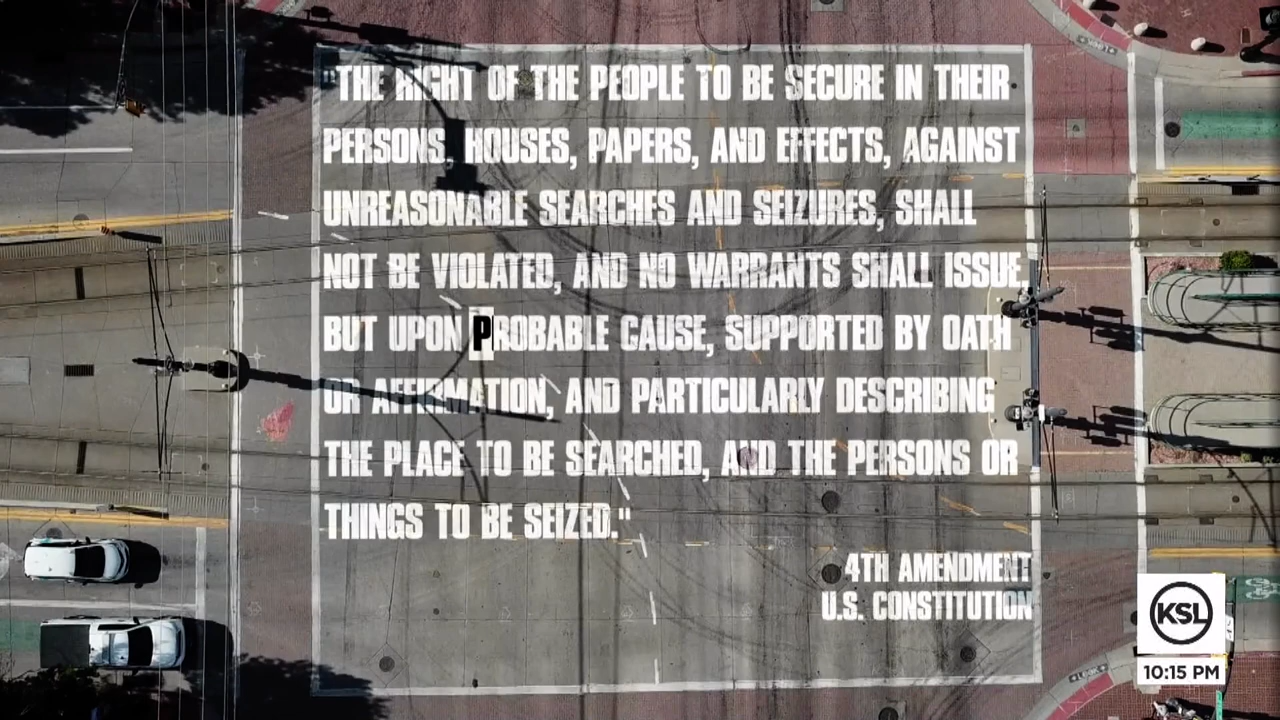 "THE RIGHT OF THE PEOPLE TO BE SECURE IN THEIR
PERSONS, HOUSES, PAPERS, AND EFFECTS, AGAINST
UNREASONABLE SEARCHES AND SEIZURES, SHALL
NOT BE VIOLATED, AND NO WARRANTS SHALL ISSUE,
BUT UPON PROBABLE CAUSE, SUPPORTED BY OATH
OR AFFIRMATION, AND PARTICULARLY DESCRIBING
THE PLACE TO BE SEARCHED, AND THE PERSONS OR
THINGS TO BE SEIZED."
4TH AMENDMENT
U.S. CONSTITUTION
KSL
10:15 PM